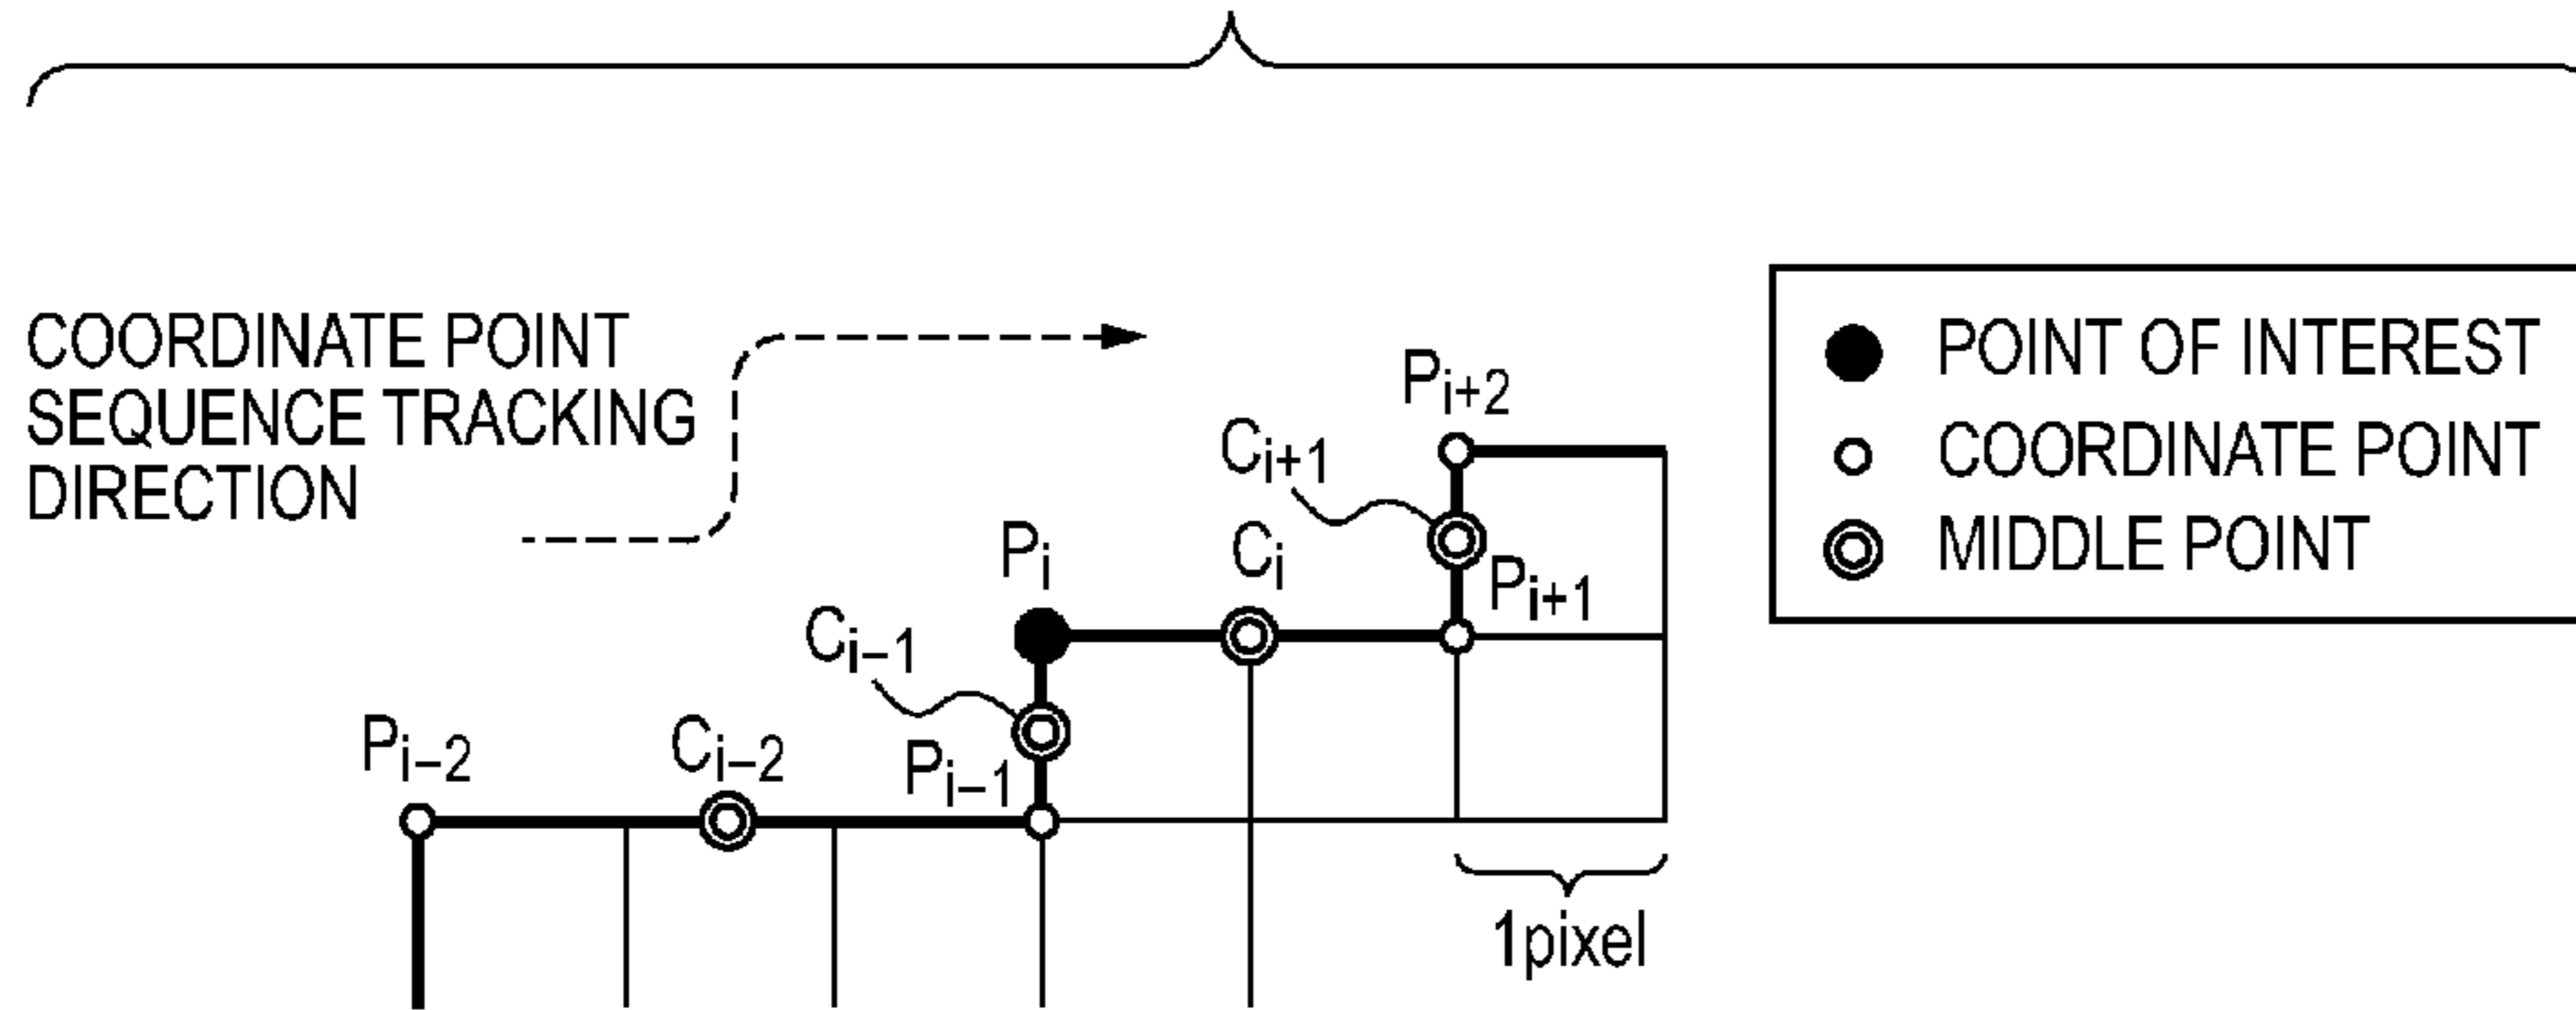 COORDINATE POINT
SEQUENCE TRACKING
DIRECTION
POINT OF INTEREST
COORDINATE POINT
MIDDLE POINT
Pi+2
Ci+1
Pi
Ci
Pi+1
Ci−1
Pi−2
Ci−2
Pi−1
1pixel